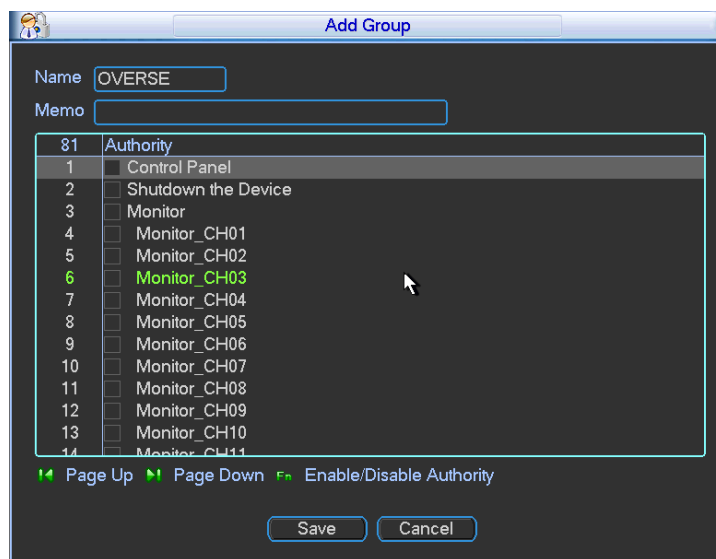 Add Group
Name OVERSE
Memo
81 Authority
1 Control Panel
2 Shutdown the Device
3 Monitor
4 Monitor_CH01
5 Monitor_CH02
6 Monitor_CH03
7 Monitor_CH04
8 Monitor_CH05
9 Monitor_CH06
10 Monitor_CH07
11 Monitor_CH08
12 Monitor_CH09
13 Monitor_CH10
14 Monitor_CH11
Page Up Page Down Fn Enable/Disable Authority
Save Cancel